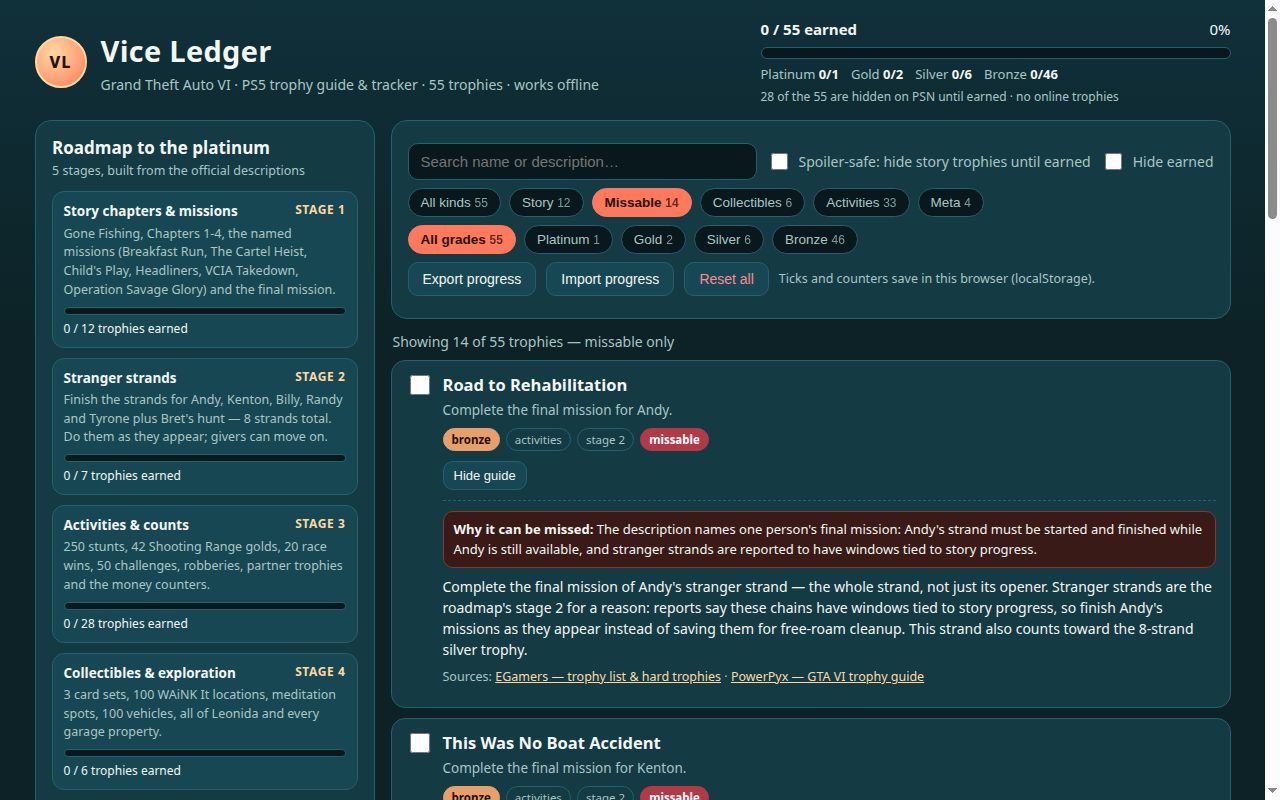 VL
Vice Ledger
Grand Theft Auto VI · PS5 trophy guide & tracker · 55 trophies · works offline
0 / 55 earned 0%
Platinum 0/1 Gold 0/2 Silver 0/6 Bronze 0/46
28 of the 55 are hidden on PSN until earned · no online trophies
Roadmap to the platinum
5 stages, built from the official descriptions
Story chapters & missions STAGE 1
Gone Fishing, Chapters 1-4, the named
missions (Breakfast Run, The Cartel Heist,
Child's Play, Headliners, VCIA Takedown,
Operation Savage Glory) and the final mission.
0 / 12 trophies earned
Stranger strands STAGE 2
Finish the strands for Andy, Kenton, Billy, Randy
and Tyrone plus Bret's hunt — 8 strands total.
Do them as they appear; givers can move on.
0 / 7 trophies earned
Activities & counts STAGE 3
250 stunts, 42 Shooting Range golds, 20 race
wins, 50 challenges, robberies, partner trophies
and the money counters.
0 / 28 trophies earned
Collectibles & exploration STAGE 4
3 card sets, 100 WAiNK It locations, meditation
spots, 100 vehicles, all of Leonida and every
garage property.
0 / 6 trophies earned
Search name or description… Spoiler-safe: hide story trophies until earned Hide earned
All kinds 55 Story 12 Missable 14 Collectibles 6 Activities 33 Meta 4
All grades 55 Platinum 1 Gold 2 Silver 6 Bronze 46
Export progress Import progress Reset all Ticks and counters save in this browser (localStorage).
Showing 14 of 55 trophies — missable only
Road to Rehabilitation
Complete the final mission for Andy.
bronze activities stage 2 missable
Hide guide
Why it can be missed: The description names one person's final mission: Andy's strand must be started and finished while
Andy is still available, and stranger strands are reported to have windows tied to story progress.
Complete the final mission of Andy's stranger strand — the whole strand, not just its opener. Stranger strands are the
roadmap's stage 2 for a reason: reports say these chains have windows tied to story progress, so finish Andy's
missions as they appear instead of saving them for free-roam cleanup. This strand also counts toward the 8-strand
silver trophy.
Sources: EGamers — trophy list & hard trophies · PowerPyx — GTA VI trophy guide
This Was No Boat Accident
Complete the final mission for Kenton.
bronze activities stage 2 missable